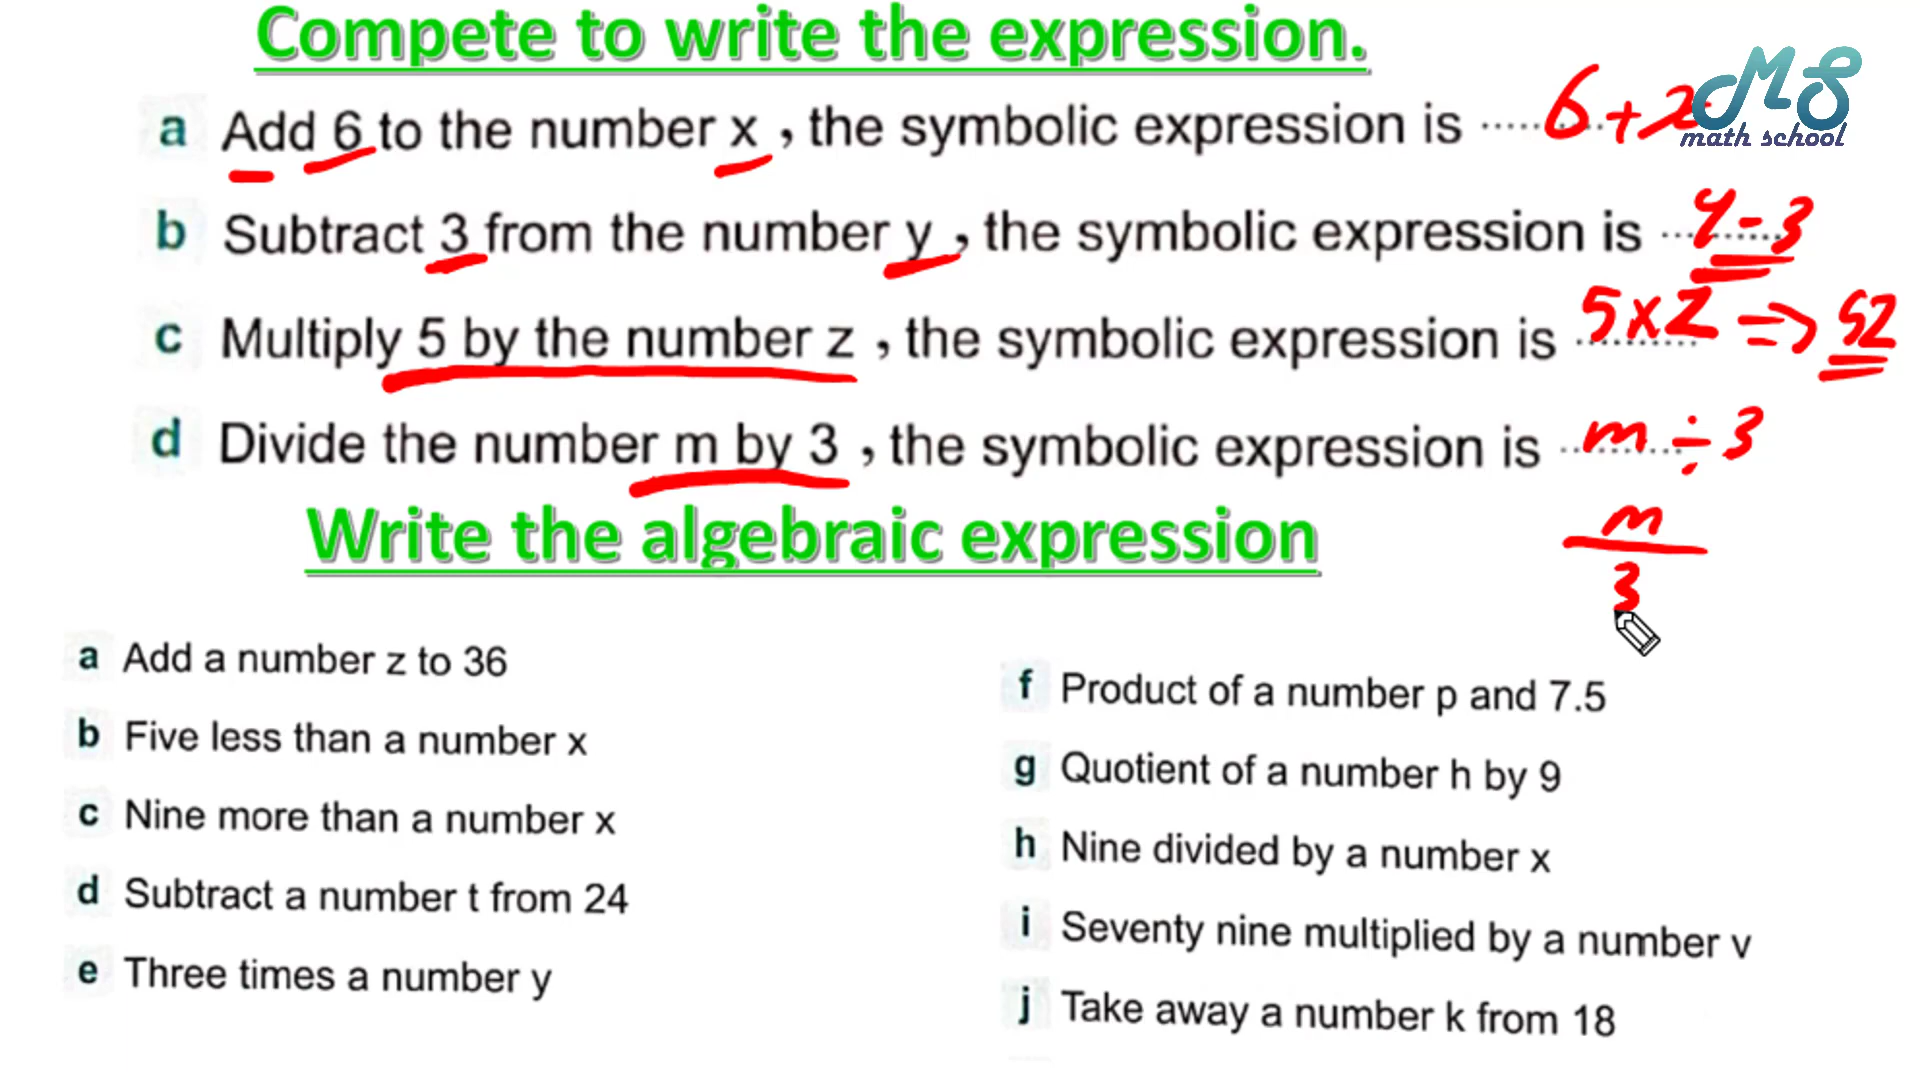 Compete to write the expression.
a Add 6 to the number x , the symbolic expression is ........ 6 + x
MS
math school
b Subtract 3 from the number y , the symbolic expression is ........ y - 3
c Multiply 5 by the number z , the symbolic expression is ........ 5 × z ⇒ 5z
d Divide the number m by 3 , the symbolic expression is ........ m ÷ 3
m
3
Write the algebraic expression
a Add a number z to 36
b Five less than a number x
c Nine more than a number x
d Subtract a number t from 24
e Three times a number y
f Product of a number p and 7.5
g Quotient of a number h by 9
h Nine divided by a number x
i Seventy nine multiplied by a number v
j Take away a number k from 18